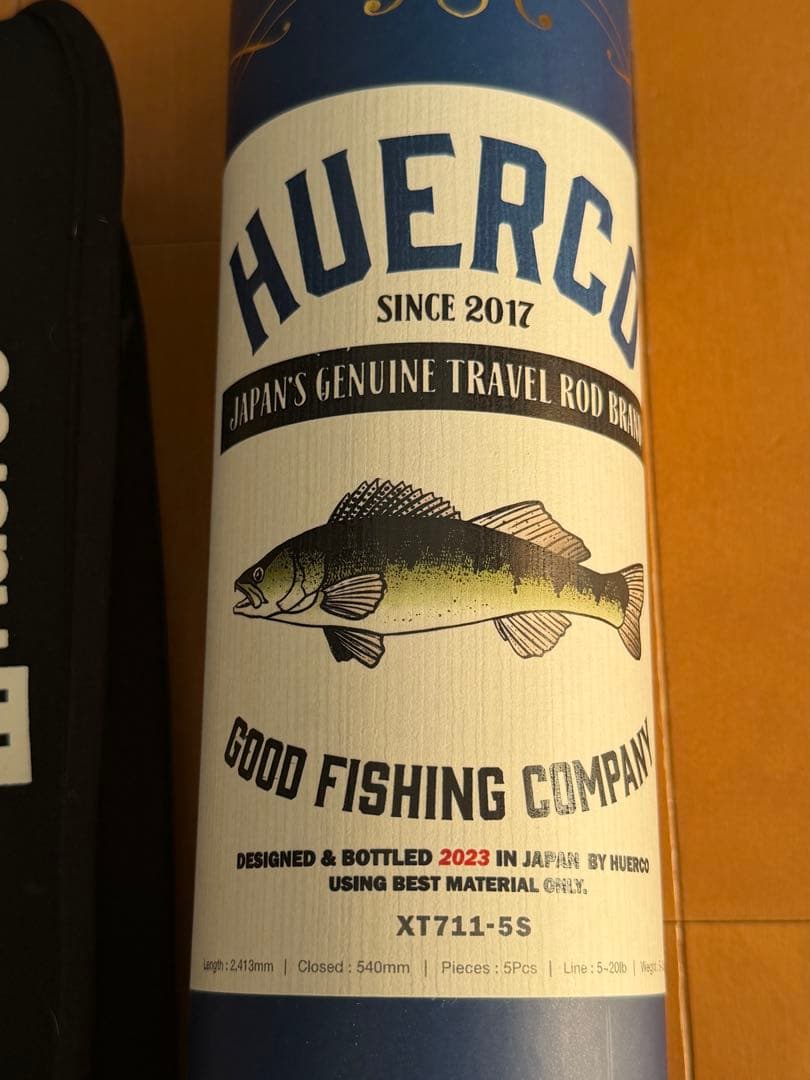 HUERCO
SINCE 2017
JAPAN'S GENUINE TRAVEL ROD BRAND
GOOD FISHING COMPANY
DESIGNED & BOTTLED 2023 IN JAPAN BY HUERCO
USING BEST MATERIAL ONLY.
XT711-5S
Length : 2,413mm | Closed : 540mm | Pieces : 5Pcs | Line : 5~20lb |